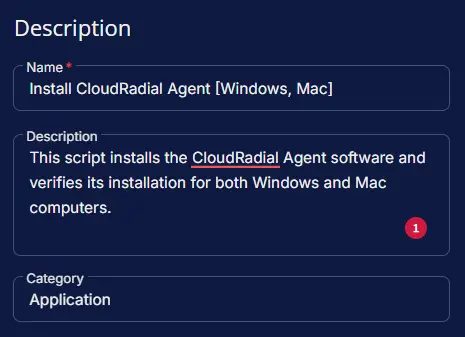 Description
Name *
Install CloudRadial Agent [Windows, Mac]
Description
This script installs the CloudRadial Agent software and
verifies its installation for both Windows and Mac
computers.
1
Category
Application